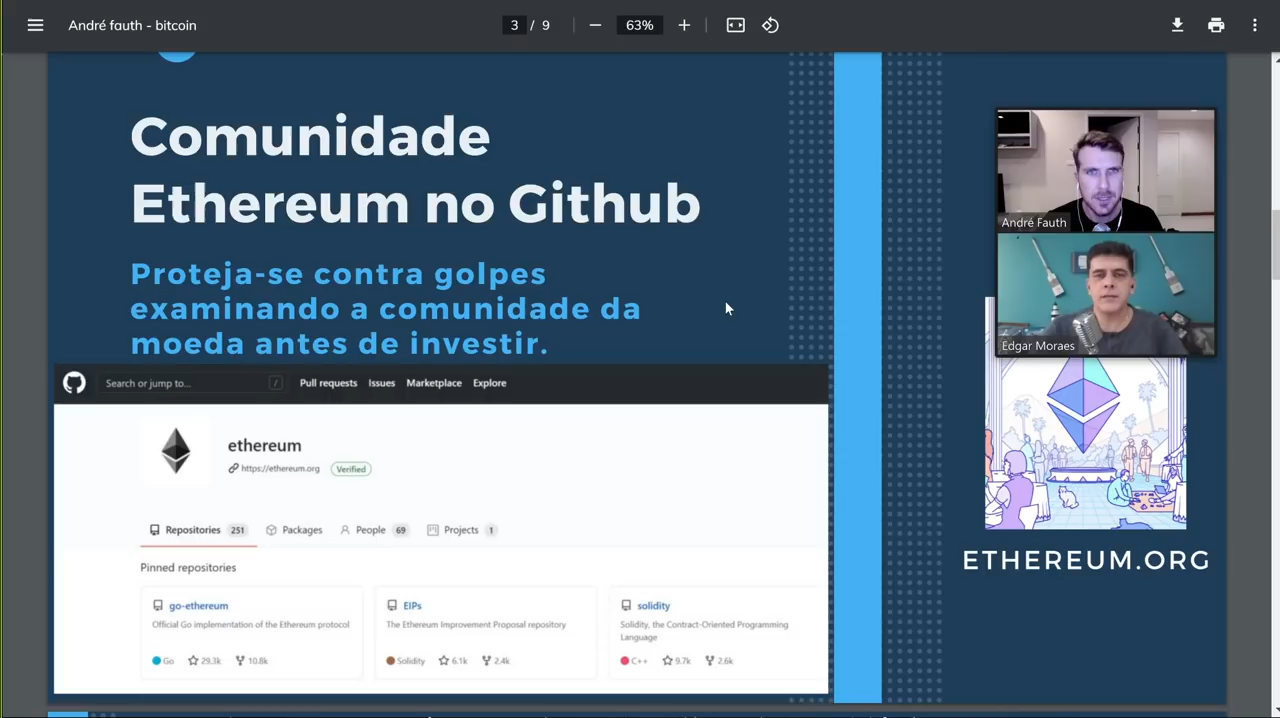 André fauth - bitcoin
3 / 9
63%
Comunidade
Ethereum no Github
Proteja-se contra golpes
examinando a comunidade da
moeda antes de investir.
Search or jump to... /
Pull requests Issues Marketplace Explore
ethereum
https://ethereum.org Verified
Repositories 251 Packages People 69 Projects 1
Pinned repositories
go-ethereum
Official Go implementation of the Ethereum protocol
Go 29.3k 10.8k
EIPs
The Ethereum Improvement Proposal repository
Solidity 6.1k 2.4k
solidity
Solidity, the Contract-Oriented Programming
Language
C++ 9.7k 2.6k
André Fauth
Edgar Moraes
ETHEREUM.ORG